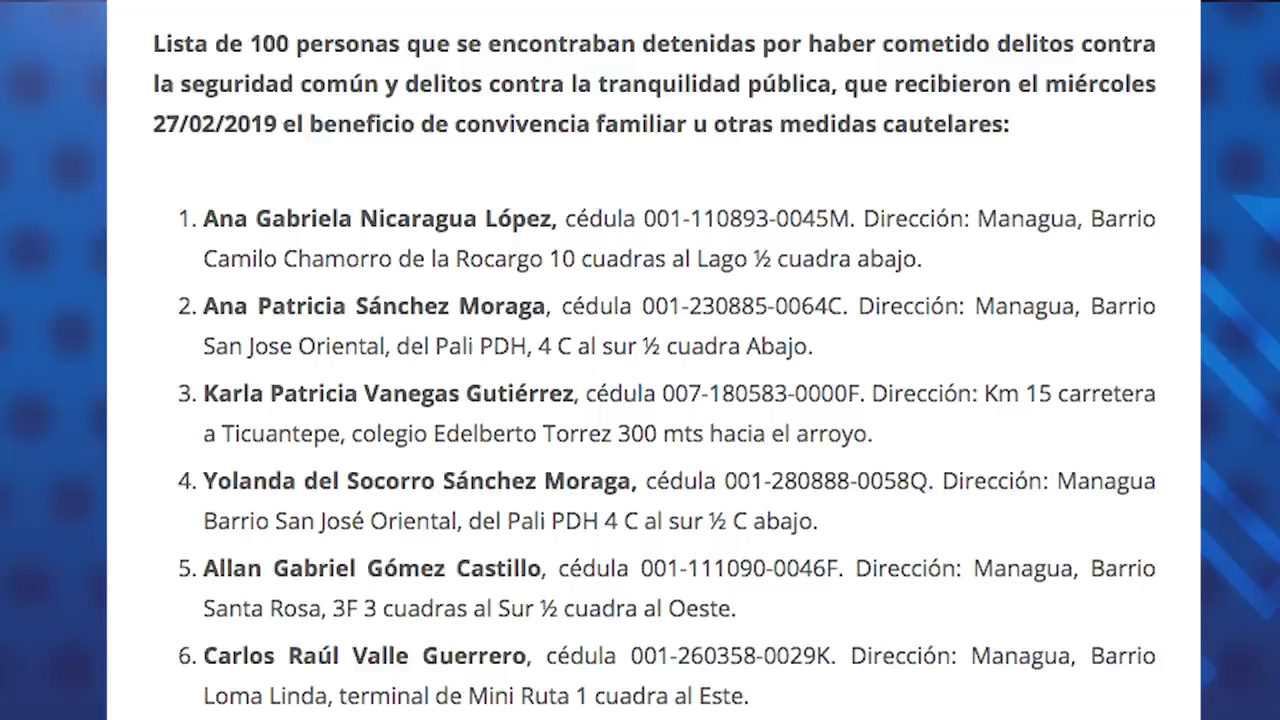 Lista de 100 personas que se encontraban detenidas por haber cometido delitos contra
la seguridad común y delitos contra la tranquilidad pública, que recibieron el miércoles
27/02/2019 el beneficio de convivencia familiar u otras medidas cautelares:
1. Ana Gabriela Nicaragua López, cédula 001-110893-0045M. Dirección: Managua, Barrio
Camilo Chamorro de la Rocargo 10 cuadras al Lago ½ cuadra abajo.
2. Ana Patricia Sánchez Moraga, cédula 001-230885-0064C. Dirección: Managua, Barrio
San Jose Oriental, del Pali PDH, 4 C al sur ½ cuadra Abajo.
3. Karla Patricia Vanegas Gutiérrez, cédula 007-180583-0000F. Dirección: Km 15 carretera
a Ticuantepe, colegio Edelberto Torrez 300 mts hacia el arroyo.
4. Yolanda del Socorro Sánchez Moraga, cédula 001-280888-0058Q. Dirección: Managua
Barrio San José Oriental, del Pali PDH 4 C al sur ½ C abajo.
5. Allan Gabriel Gómez Castillo, cédula 001-111090-0046F. Dirección: Managua, Barrio
Santa Rosa, 3F 3 cuadras al Sur ½ cuadra al Oeste.
6. Carlos Raúl Valle Guerrero, cédula 001-260358-0029K. Dirección: Managua, Barrio
Loma Linda, terminal de Mini Ruta 1 cuadra al Este.